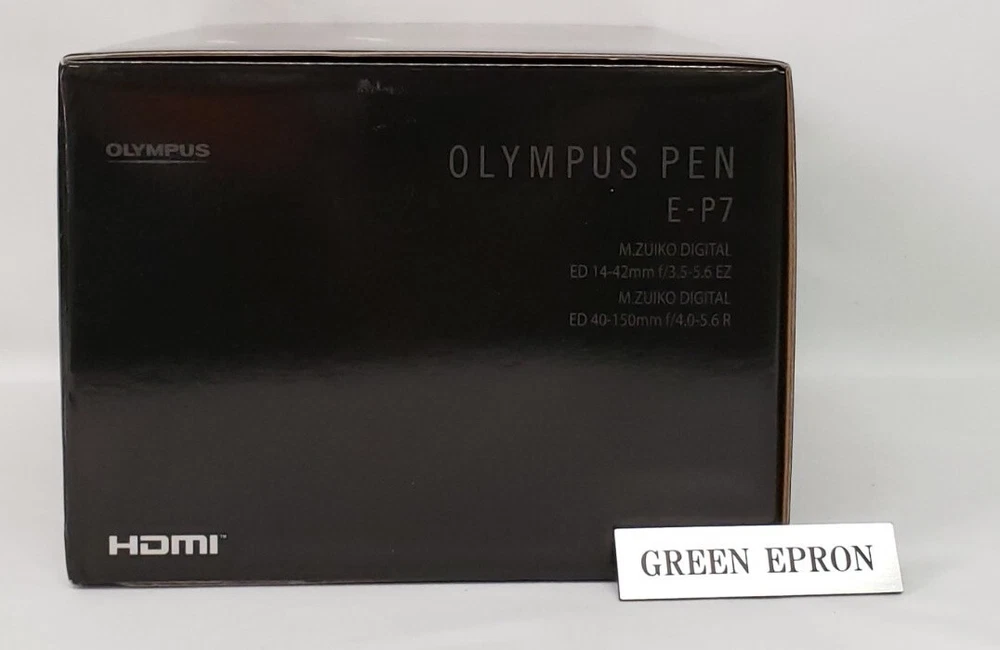 OLYMPUS
OLYMPUS PEN
E-P7
M.ZUIKO DIGITAL
ED 14-42mm f/3.5-5.6 EZ
M.ZUIKO DIGITAL
ED 40-150mm f/4.0-5.6 R
HDMI™
GREEN EPRON